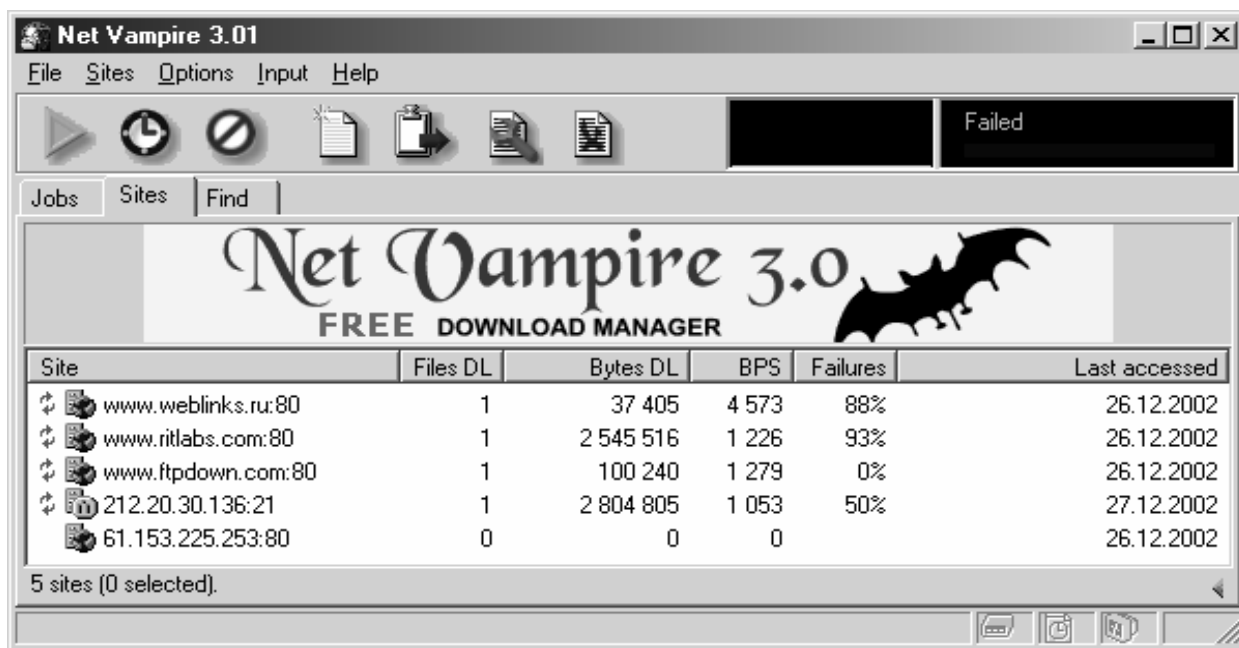 Net Vampire 3.01
File Sites Options Input Help
Failed
Jobs Sites Find
Net Vampire 3.0
FREE DOWNLOAD MANAGER
Site Files DL Bytes DL BPS Failures Last accessed
www.weblinks.ru:80 1 37 405 4 573 88% 26.12.2002
www.ritlabs.com:80 1 2 545 516 1 226 93% 26.12.2002
www.ftpdown.com:80 1 100 240 1 279 0% 26.12.2002
212.20.30.136:21 1 2 804 805 1 053 50% 27.12.2002
61.153.225.253:80 0 0 0 26.12.2002
5 sites (0 selected).